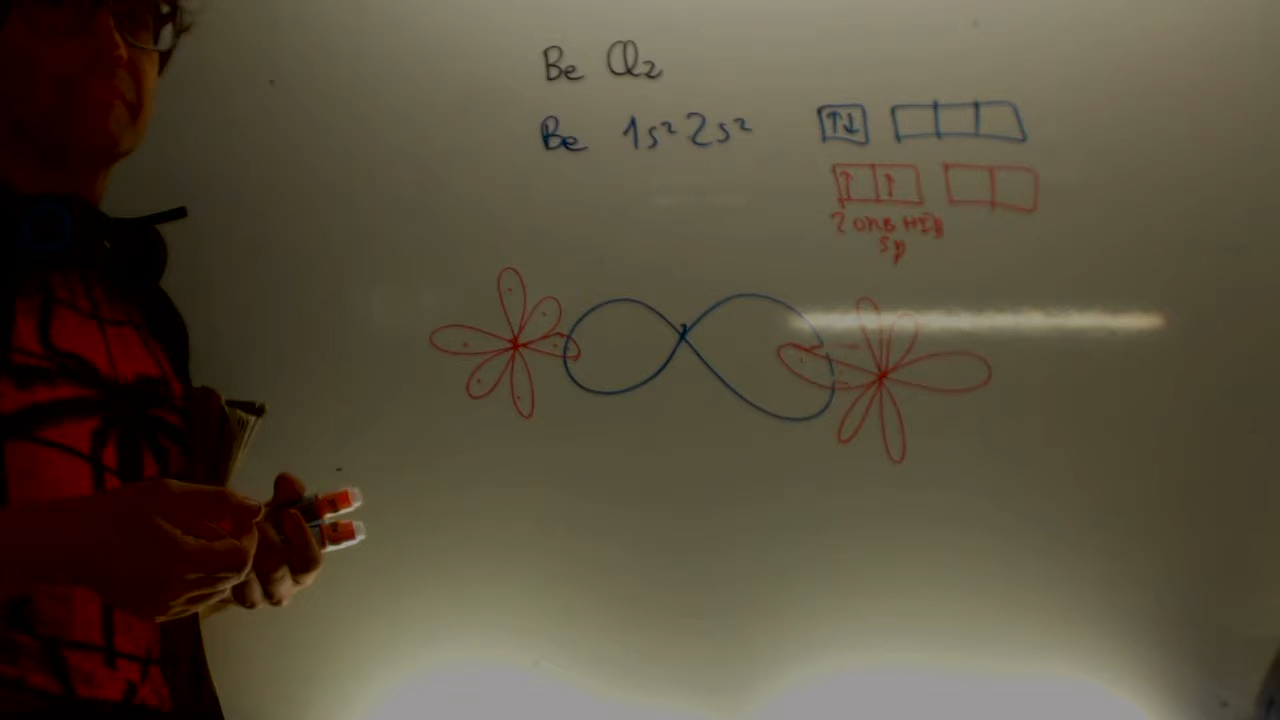 Be Cl₂
Be 1s² 2s² ↑↓
↑ ↑
2 ORB HIB
sp